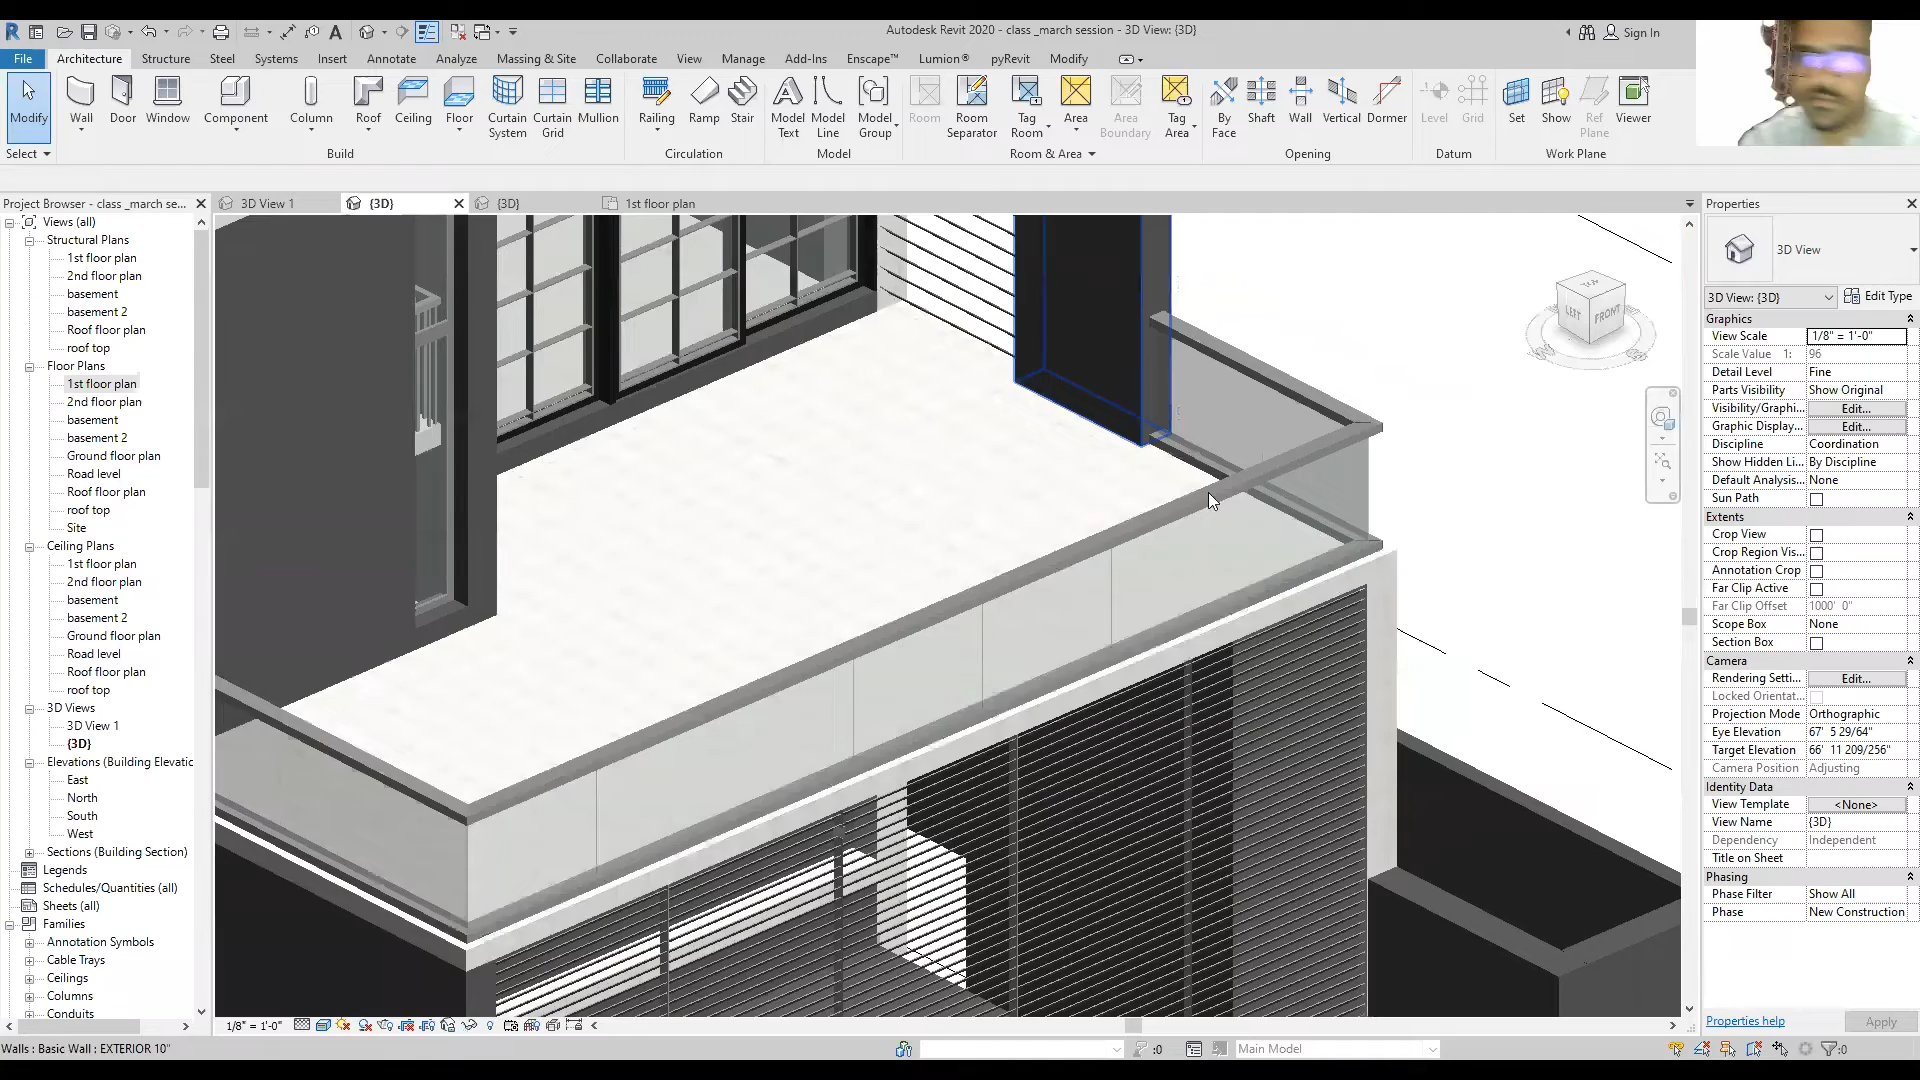 Autodesk Revit 2020 - class _march session - 3D View: {3D}
Sign In
File
Architecture
Structure
Steel
Systems
Insert
Annotate
Analyze
Massing & Site
Collaborate
View
Manage
Add-Ins
Enscape™
Lumion®
pyRevit
Modify
Modify
Wall
Door
Window
Component
Column
Roof
Ceiling
Floor
Curtain System
Curtain Grid
Mullion
Railing
Ramp
Stair
Model Text
Model Line
Model Group
Room
Room Separator
Tag Room
Area
Area Boundary
Tag Area
By Face
Shaft
Wall
Vertical
Dormer
Level
Grid
Set
Show
Ref Plane
Viewer
Select
Build
Circulation
Model
Room & Area
Opening
Datum
Work Plane
Project Browser - class _march se...
3D View 1
{3D}
{3D}
1st floor plan
Properties
Views (all)
Structural Plans
1st floor plan
2nd floor plan
basement
basement 2
Roof floor plan
roof top
Floor Plans
1st floor plan
2nd floor plan
basement
basement 2
Ground floor plan
Road level
Roof floor plan
roof top
Site
Ceiling Plans
1st floor plan
2nd floor plan
basement
basement 2
Ground floor plan
Road level
Roof floor plan
roof top
3D Views
3D View 1
{3D}
Elevations (Building Elevatic
East
North
South
West
Sections (Building Section)
Legends
Schedules/Quantities (all)
Sheets (all)
Families
Annotation Symbols
Cable Trays
Ceilings
Columns
Conduits
TOP
LEFT
FRONT
3D View
3D View: {3D}
Edit Type
Graphics
View Scale 1/8" = 1'-0"
Scale Value 1: 96
Detail Level Fine
Parts Visibility Show Original
Visibility/Graphi... Edit...
Graphic Display... Edit...
Discipline Coordination
Show Hidden Li... By Discipline
Default Analysis... None
Sun Path
Extents
Crop View
Crop Region Vis...
Annotation Crop
Far Clip Active
Far Clip Offset 1000' 0"
Scope Box None
Section Box
Camera
Rendering Setti... Edit...
Locked Orientat...
Projection Mode Orthographic
Eye Elevation 67' 5 29/64"
Target Elevation 66' 11 209/256"
Camera Position Adjusting
Identity Data
View Template <None>
View Name {3D}
Dependency Independent
Title on Sheet
Phasing
Phase Filter Show All
Phase New Construction
Properties help
Apply
1/8" = 1'-0"
Walls : Basic Wall : EXTERIOR 10"
:0
Main Model
:0